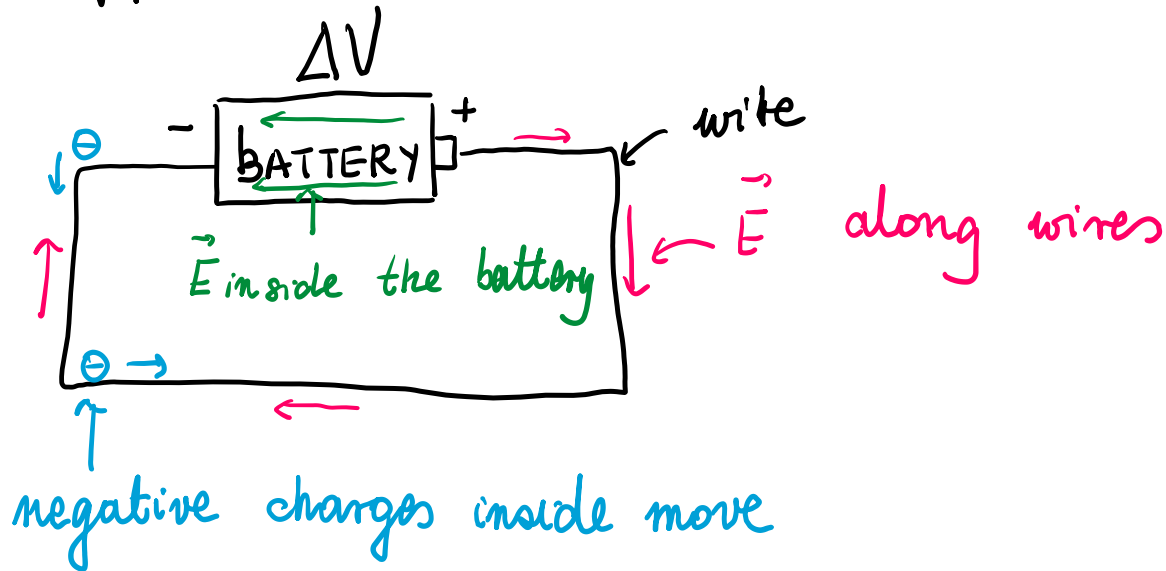 ΔV
- +
BATTERY
wire
E⃗ inside the battery
E⃗ along wires
⊖
⊖
negative charges inside move